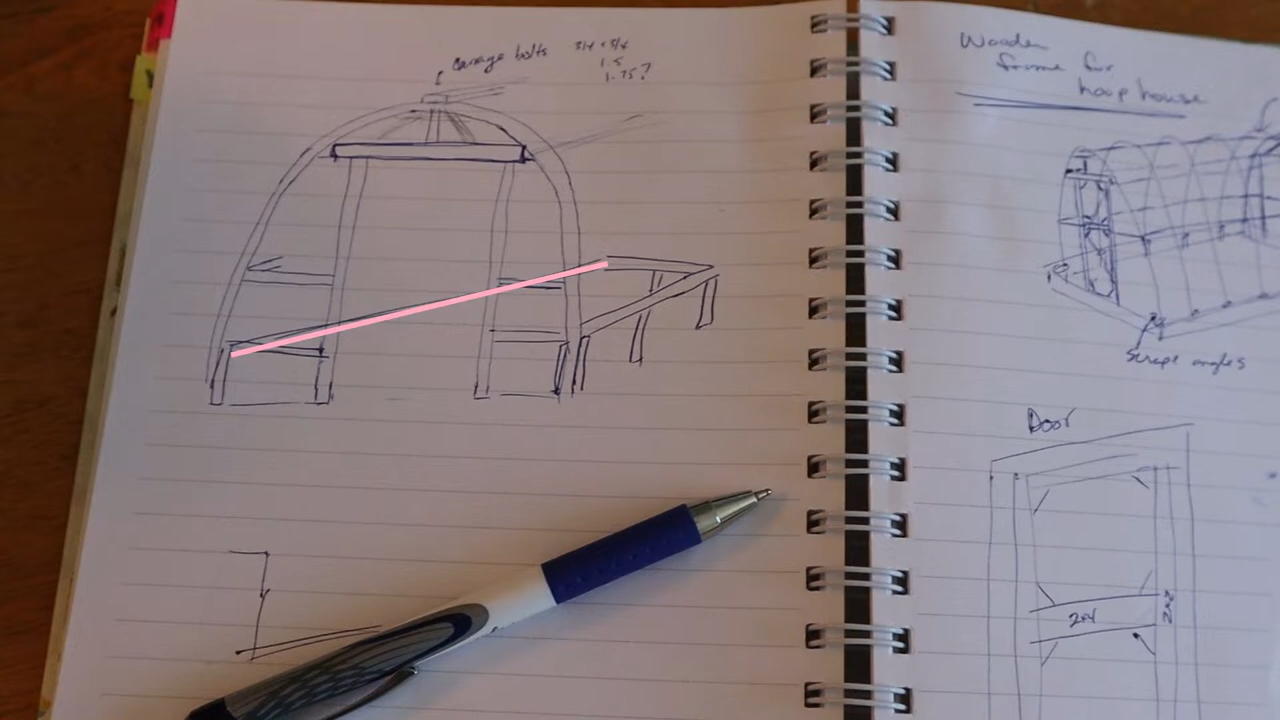 carriage bolts 3/4 x 3/4
1.5
1.75?
Wooden
frame for
hoop house
Scrape angles
Door
2x4
2x2